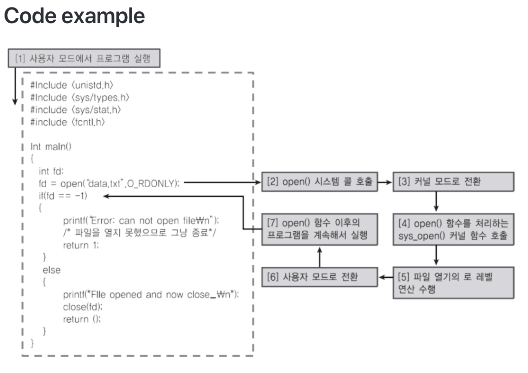 Code example
[1] 사용자 모드에서 프로그램 실행
#Include <unistd.h>
#Include <sys/types.h>
#Include <sys/stat.h>
#Include <fcntl.h>
Int maln()
{
int fd;
fd = open("data.txt",O_RDONLY);
if(fd == -1)
{
printf("Error: can not open file₩n");
/* 파일을 열지 못했으므로 그냥 종료*/
return 1;
}
else
{
printf("File opened and now close_₩n");
close(fd);
return ();
}
}
[2] open() 시스템 콜 호출
[3] 커널 모드로 전환
[4] open() 함수를 처리하는
sys_open() 커널 함수 호출
[5] 파일 열기의 로 레벨
연산 수행
[6] 사용자 모드로 전환
[7] open() 함수 이후의
프로그램을 계속해서 실행